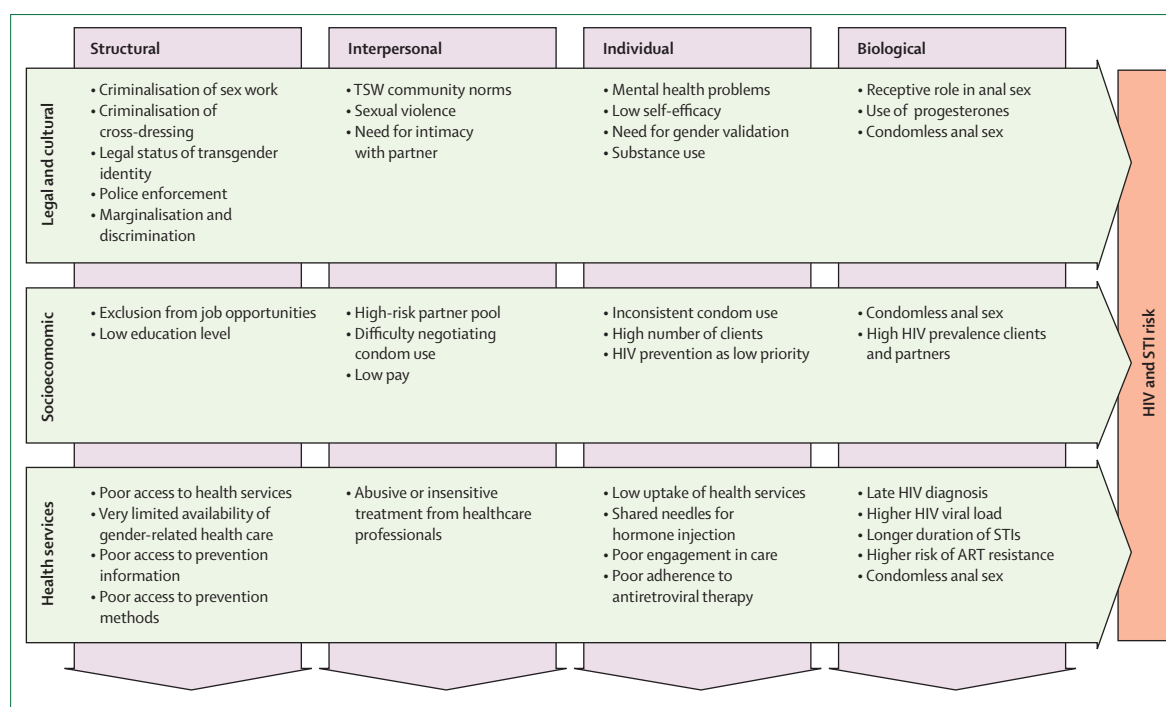 Structural
Interpersonal
Individual
Biological
Legal and cultural
• Criminalisation of sex work
• Criminalisation of
cross-dressing
• Legal status of transgender
identity
• Police enforcement
• Marginalisation and
discrimination
• TSW community norms
• Sexual violence
• Need for intimacy
with partner
• Mental health problems
• Low self-efficacy
• Need for gender validation
• Substance use
• Receptive role in anal sex
• Use of progesterones
• Condomless anal sex
Socioecomomic
• Exclusion from job opportunities
• Low education level
• High-risk partner pool
• Difficulty negotiating
condom use
• Low pay
• Inconsistent condom use
• High number of clients
• HIV prevention as low priority
• Condomless anal sex
• High HIV prevalence clients
and partners
Health services
• Poor access to health services
• Very limited availability of
gender-related health care
• Poor access to prevention
information
• Poor access to prevention
methods
• Abusive or insensitive
treatment from healthcare
professionals
• Low uptake of health services
• Shared needles for
hormone injection
• Poor engagement in care
• Poor adherence to
antiretroviral therapy
• Late HIV diagnosis
• Higher HIV viral load
• Longer duration of STIs
• Higher risk of ART resistance
• Condomless anal sex
HIV and STI risk